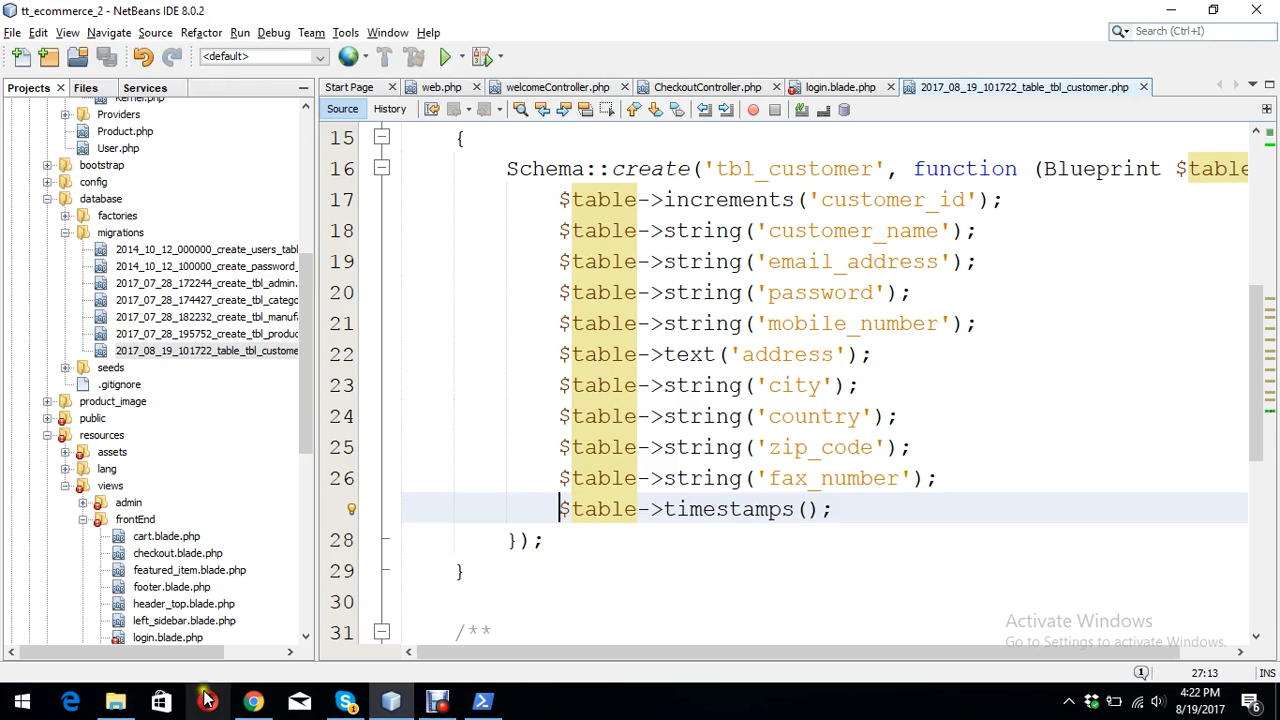 tt_ecommerce_2 - NetBeans IDE 8.0.2
File Edit View Navigate Source Refactor Run Debug Team Tools Window Help
Search (Ctrl+I)
<default>
Projects Files Services
Start Page web.php welcomeController.php CheckoutController.php login.blade.php 2017_08_19_101722_table_tbl_customer.php
Source History
Kernel.php
Providers
Product.php
User.php
bootstrap
config
database
factories
migrations
2014_10_12_000000_create_users_tabl
2014_10_12_100000_create_password_
2017_07_28_172244_create_tbl_admin.
2017_07_28_174427_create_tbl_catego
2017_07_28_182232_create_tbl_manufa
2017_07_28_195752_create_tbl_produc
2017_08_19_101722_table_tbl_custome
seeds
.gitignore
product_image
public
resources
assets
lang
views
admin
frontEnd
cart.blade.php
checkout.blade.php
featured_item.blade.php
footer.blade.php
header_top.blade.php
left_sidebar.blade.php
login.blade.php
15 {
16 Schema::create('tbl_customer', function (Blueprint $table
17 $table->increments('customer_id');
18 $table->string('customer_name');
19 $table->string('email_address');
20 $table->string('password');
21 $table->string('mobile_number');
22 $table->text('address');
23 $table->string('city');
24 $table->string('country');
25 $table->string('zip_code');
26 $table->string('fax_number');
$table->timestamps();
28 });
29 }
30
31 /**
Activate Windows
Go to Settings to activate Windows.
1 27:13 INS
4:22 PM
8/19/2017